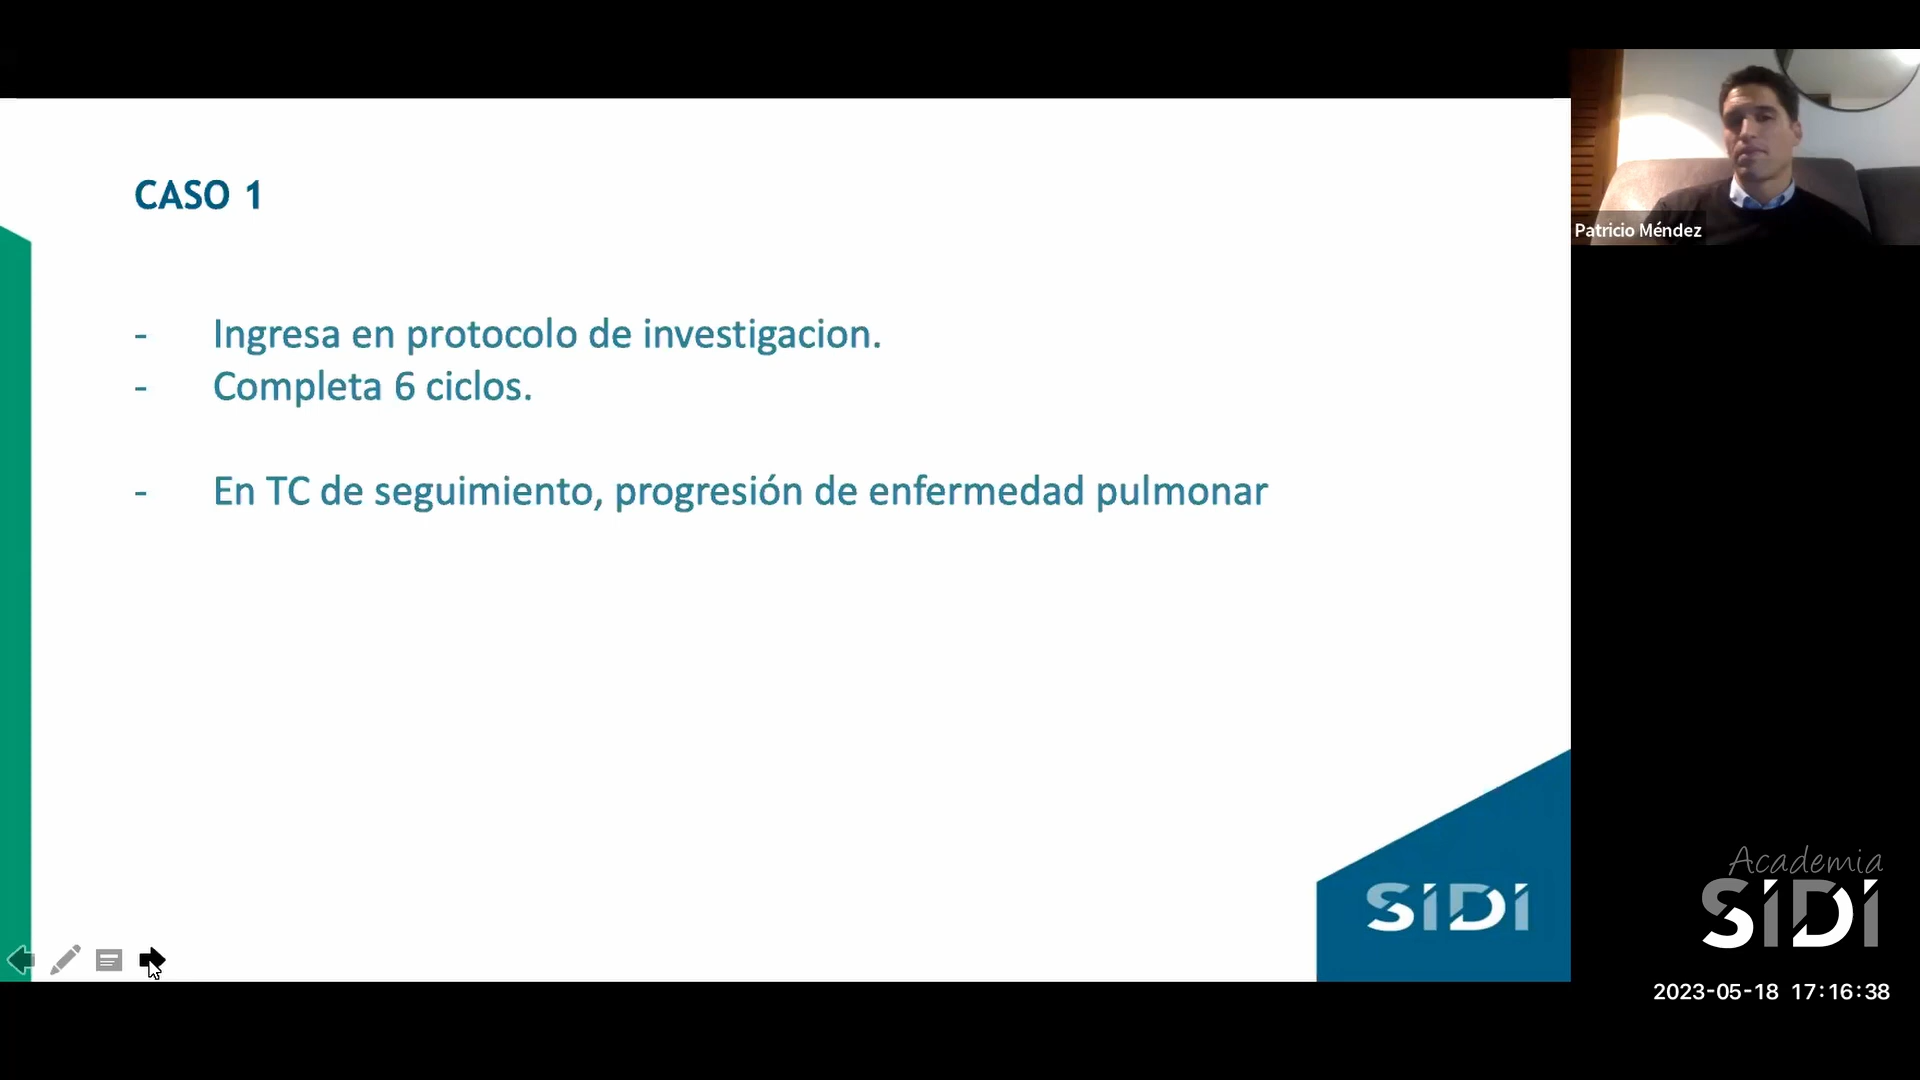 CASO 1
- Ingresa en protocolo de investigacion.
- Completa 6 ciclos.
- En TC de seguimiento, progresión de enfermedad pulmonar
SiDi
Patricio Méndez
Academia
SiDi
2023-05-18 17:16:38